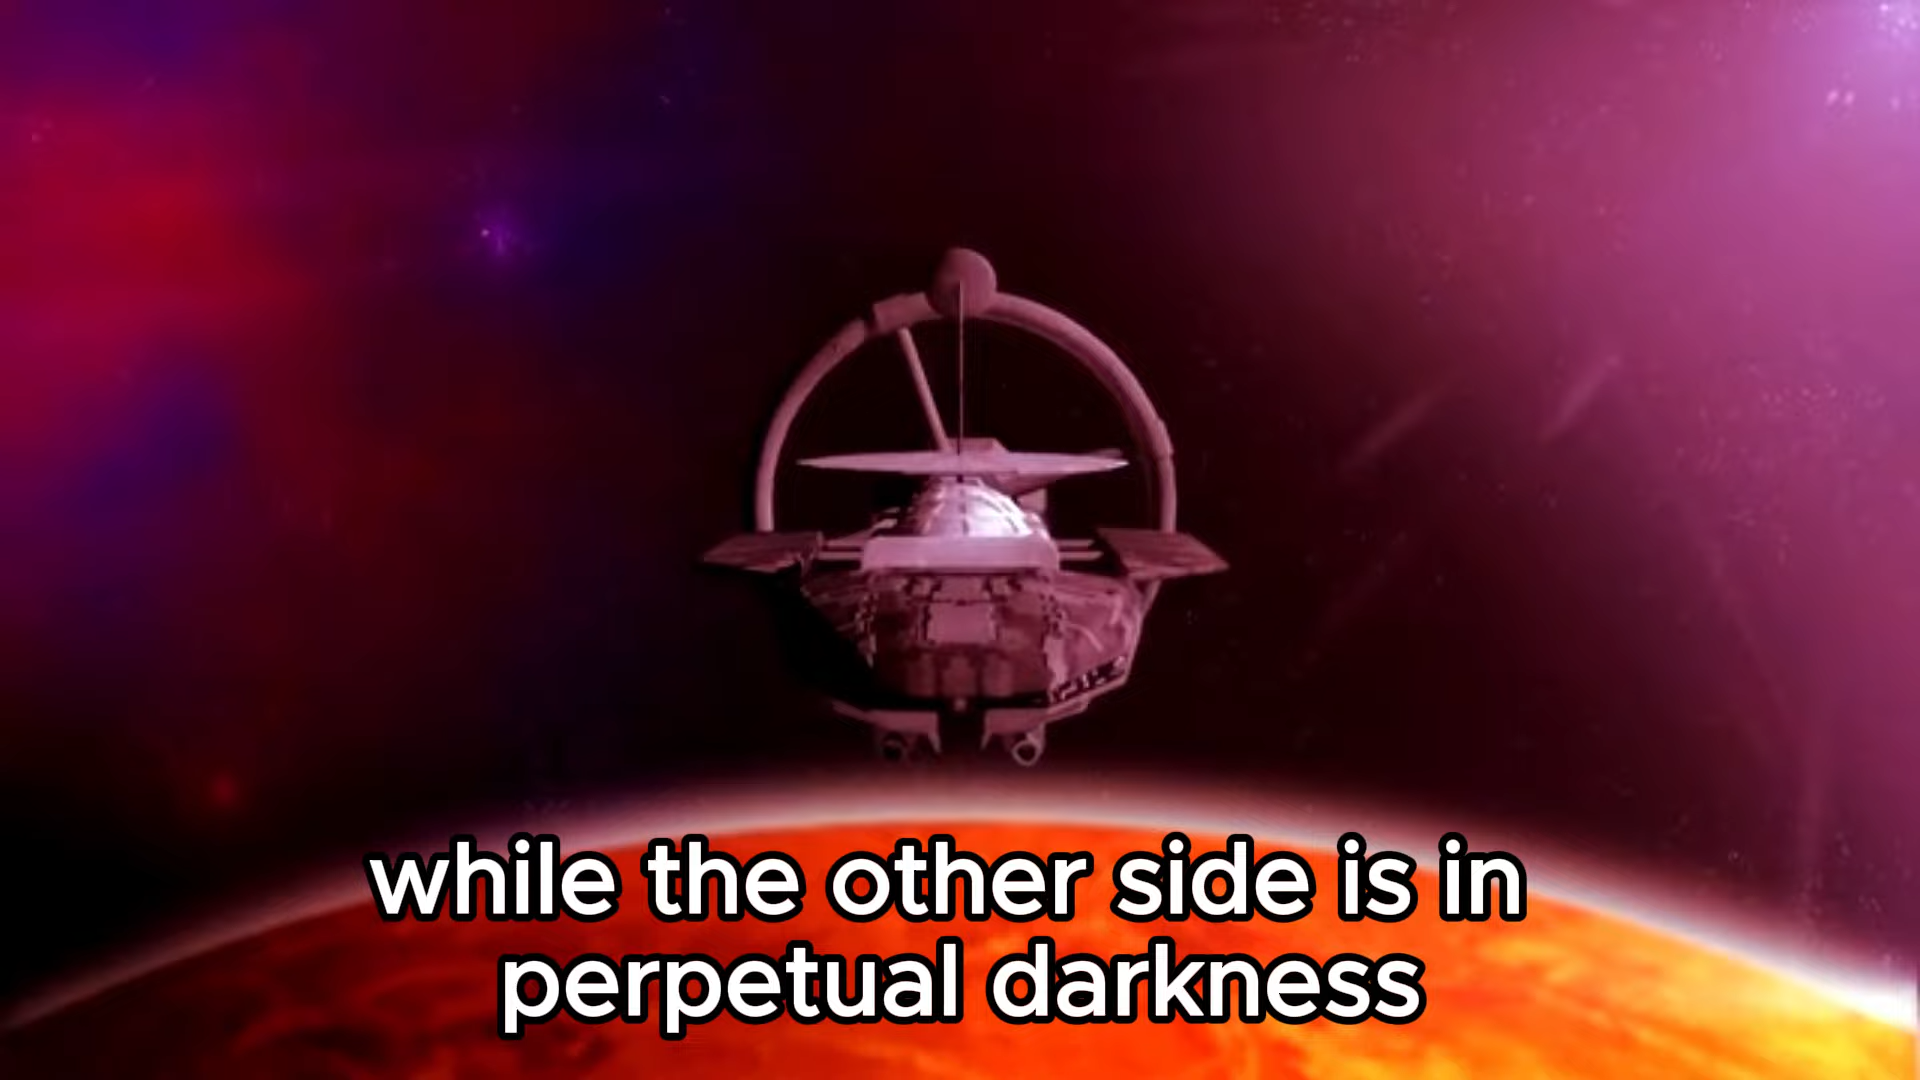 while the other side is in
perpetual darkness